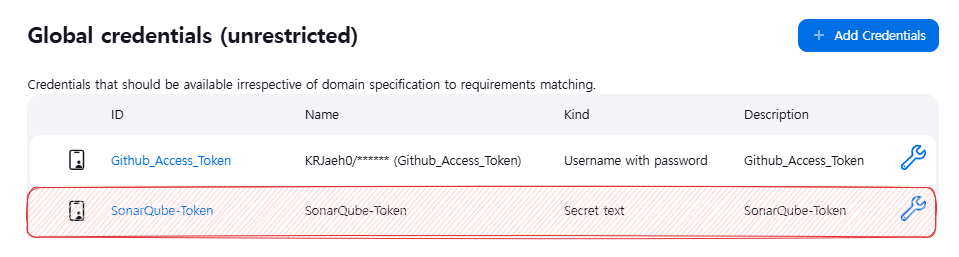 Global credentials (unrestricted)
+ Add Credentials
Credentials that should be available irrespective of domain specification to requirements matching.
ID Name Kind Description
Github_Access_Token KRJaeh0/****** (Github_Access_Token) Username with password Github_Access_Token
SonarQube-Token SonarQube-Token Secret text SonarQube-Token